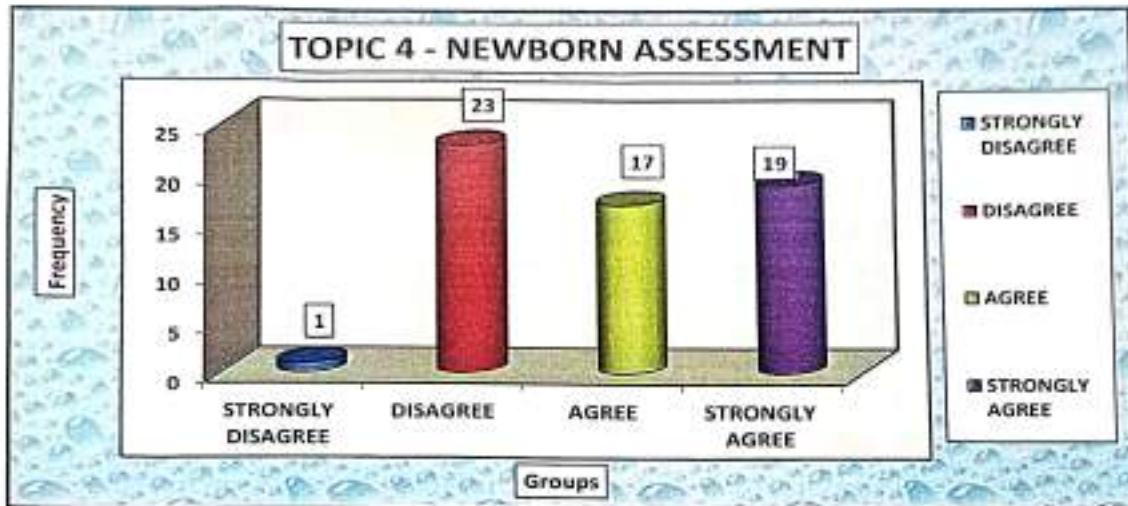 TOPIC 4 - NEWBORN ASSESSMENT
Frequency
25
20
15
10
5
0
1
23
17
19
STRONGLY
DISAGREE
DISAGREE
AGREE
STRONGLY
AGREE
Groups
STRONGLY
DISAGREE
DISAGREE
AGREE
STRONGLY
AGREE